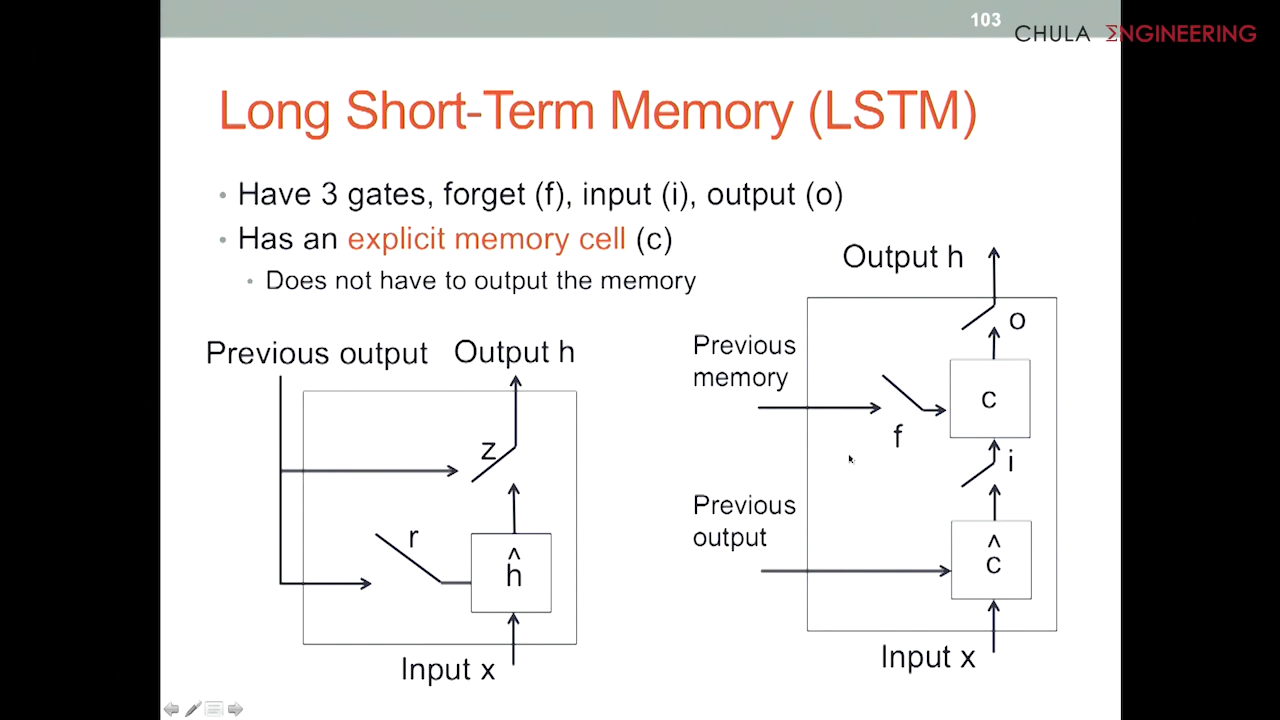 103
CHULA ΣNGINEERING
Long Short-Term Memory (LSTM)
• Have 3 gates, forget (f), input (i), output (o)
• Has an explicit memory cell (c)
• Does not have to output the memory
Previous output
Output h
z
r
^
h
Input x
Output h
o
Previous
memory
c
f
i
Previous
output
^
c
Input x